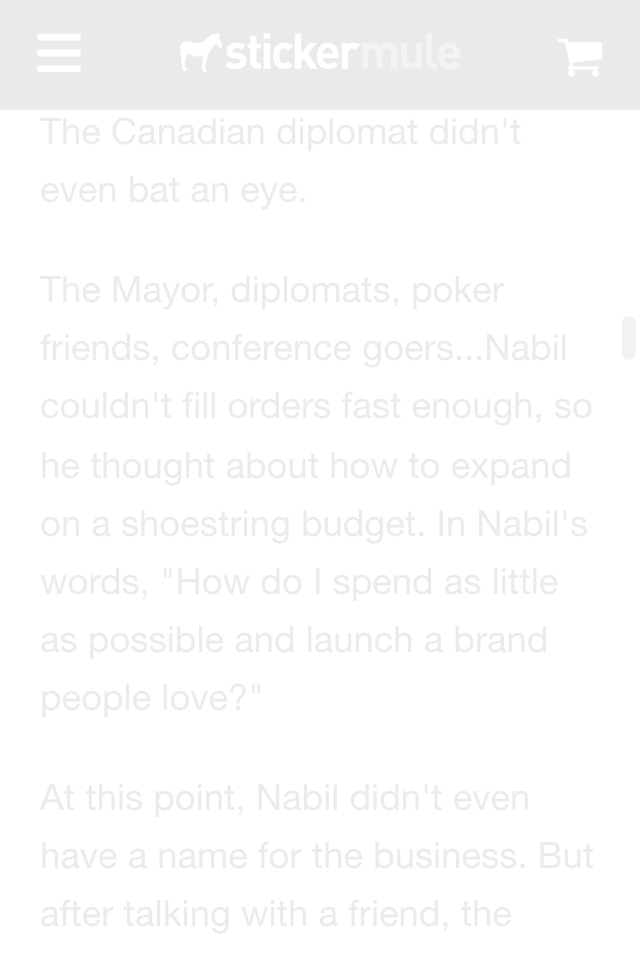 stickermule
The Canadian diplomat didn't
even bat an eye.
The Mayor, diplomats, poker
friends, conference goers...Nabil
couldn't fill orders fast enough, so
he thought about how to expand
on a shoestring budget. In Nabil's
words, "How do I spend as little
as possible and launch a brand
people love?"
At this point, Nabil didn't even
have a name for the business. But
after talking with a friend, the